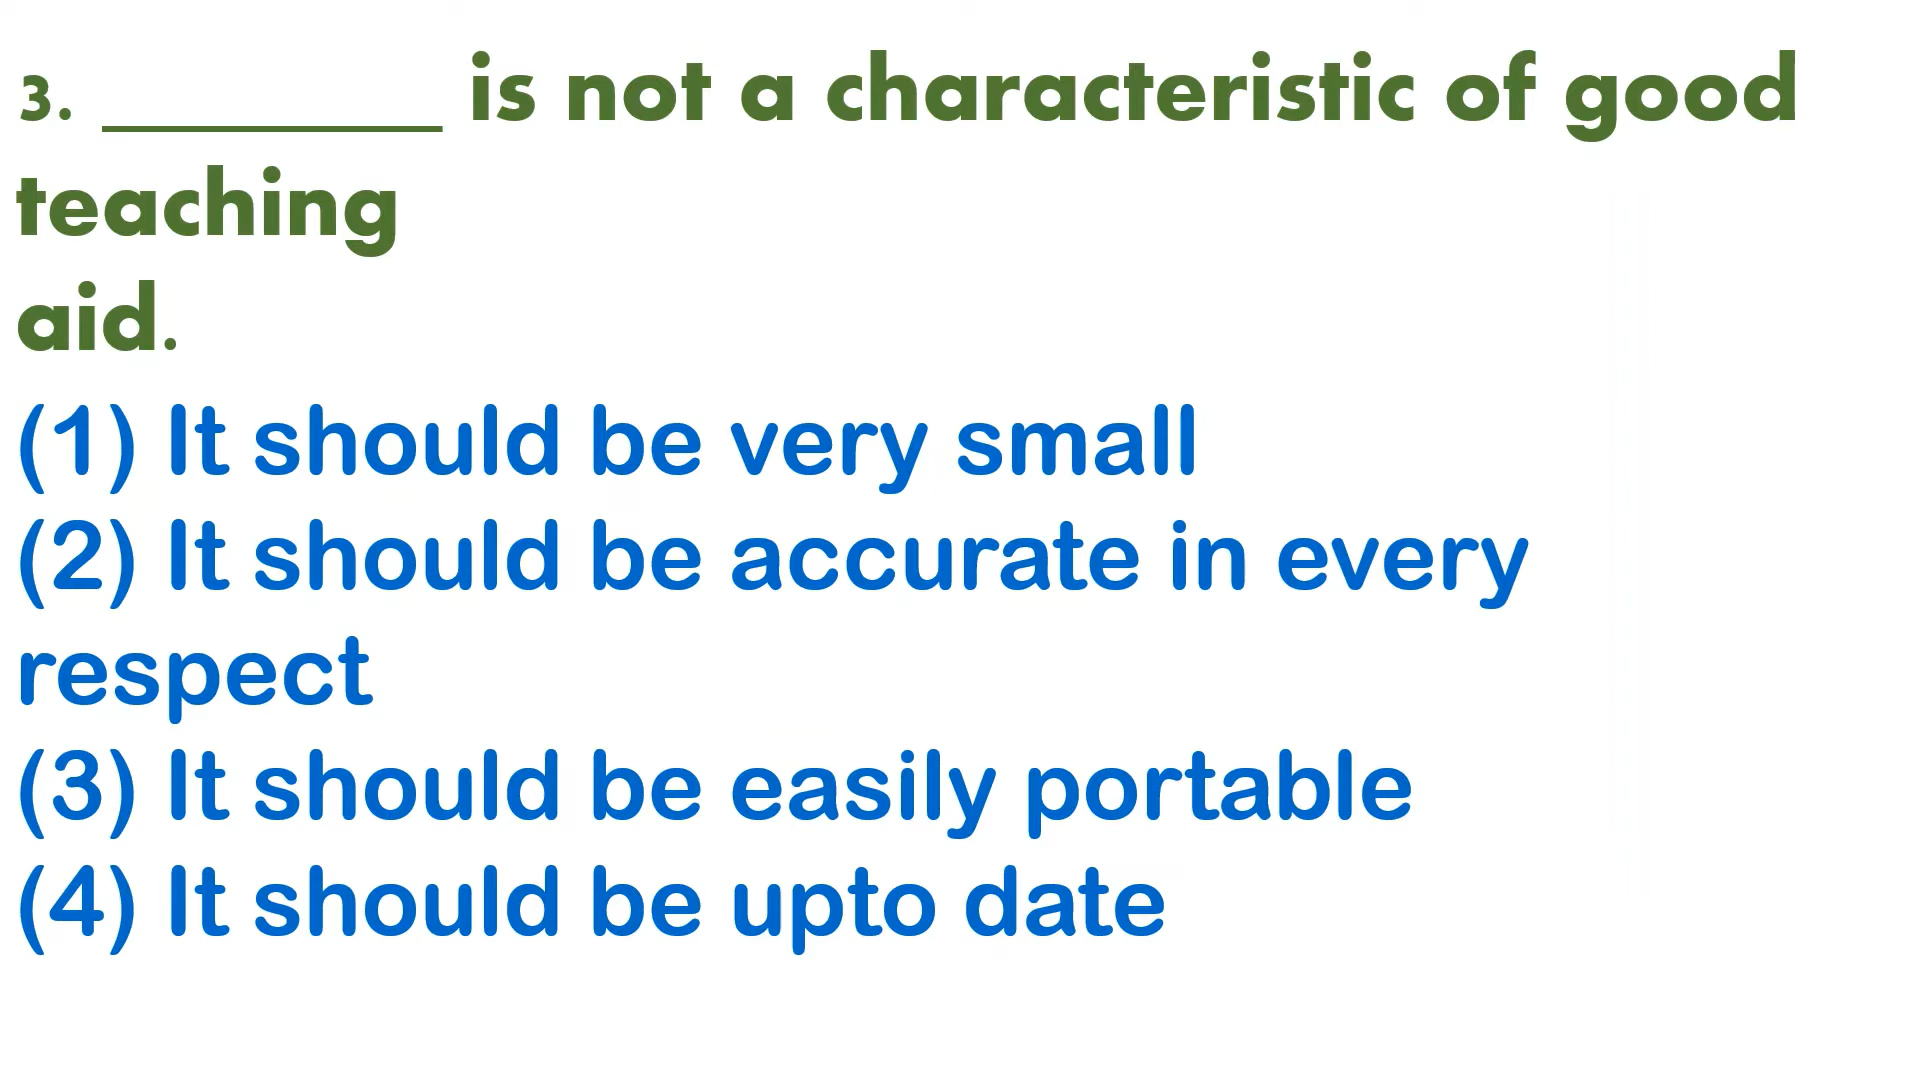 3. _________ is not a characteristic of good
teaching
aid.
(1) It should be very small
(2) It should be accurate in every
respect
(3) It should be easily portable
(4) It should be upto date